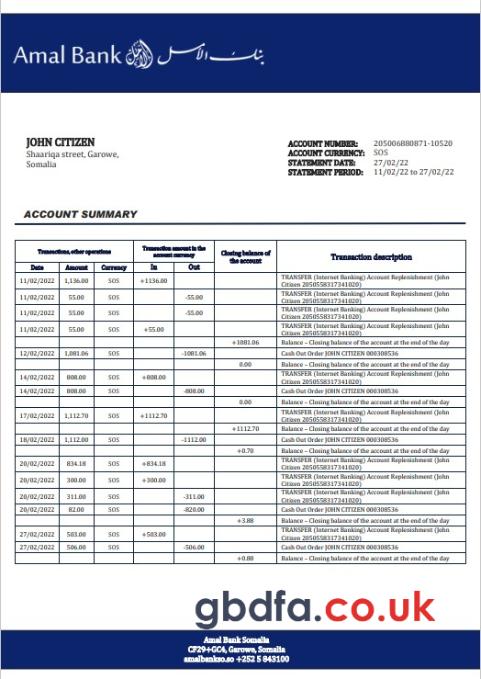 Amal Bank بنك الأمل
JOHN CITIZEN
Shaariqa street, Garowe,
Somalia
ACCOUNT NUMBER: 205006880871-10520
ACCOUNT CURRENCY: SOS
STATEMENT DATE: 27/02/22
STATEMENT PERIOD: 11/02/22 to 27/02/22
ACCOUNT SUMMARY
Transactions, other operations
Transaction amount in the account currency
Closing balance of the account
Transaction description
Date Amount Currency In Out
11/02/2022 1,136.00 SOS +1136.00 TRANSFER (Internet Banking) Account Replenishment (John
Citizen 2050558317341020)
11/02/2022 55.00 SOS -55.00 TRANSFER (Internet Banking) Account Replenishment (John
Citizen 2050558317341020)
11/02/2022 55.00 SOS -55.00 TRANSFER (Internet Banking) Account Replenishment (John
Citizen 2050558317341020)
11/02/2022 55.00 SOS +55.00 TRANSFER (Internet Banking) Account Replenishment (John
Citizen 2050558317341020)
+1081.06 Balance – Closing balance of the account at the end of the day
12/02/2022 1,081.06 SOS -1081.06 Cash Out Order JOHN CITIZEN 000308536
0.00 Balance – Closing balance of the account at the end of the day
14/02/2022 808.00 SOS +808.00 TRANSFER (Internet Banking) Account Replenishment (John
Citizen 2050558317341020)
14/02/2022 808.00 SOS -808.00 Cash Out Order JOHN CITIZEN 000308536
0.00 Balance – Closing balance of the account at the end of the day
17/02/2022 1,112.70 SOS +1112.70 TRANSFER (Internet Banking) Account Replenishment (John
Citizen 2050558317341020)
+1112.70 Balance – Closing balance of the account at the end of the day
18/02/2022 1,112.00 SOS -1112.00 Cash Out Order JOHN CITIZEN 000308536
+0.70 Balance – Closing balance of the account at the end of the day
20/02/2022 834.18 SOS +834.18 TRANSFER (Internet Banking) Account Replenishment (John
Citizen 2050558317341020)
20/02/2022 300.00 SOS +300.00 TRANSFER (Internet Banking) Account Replenishment (John
Citizen 2050558317341020)
20/02/2022 311.00 SOS -311.00 TRANSFER (Internet Banking) Account Replenishment (John
Citizen 2050558317341020)
20/02/2022 82.00 SOS -820.00 Cash Out Order JOHN CITIZEN 000308536
+3.88 Balance – Closing balance of the account at the end of the day
27/02/2022 503.00 SOS +503.00 TRANSFER (Internet Banking) Account Replenishment (John
Citizen 2050558317341020)
27/02/2022 506.00 SOS -506.00 Cash Out Order JOHN CITIZEN 000308536
+0.88 Balance – Closing balance of the account at the end of the day
gbdfa.co.uk
Amal Bank Somalia
CF29+GC4, Garowe, Somalia
amalbankso.so +252 5 843100